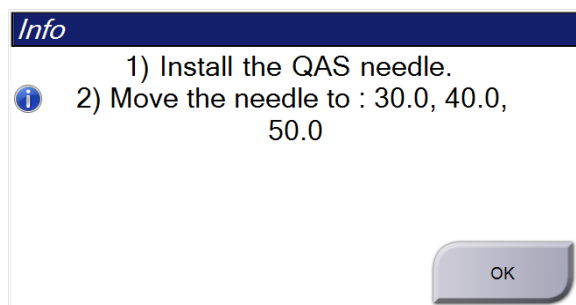 Info
1) Install the QAS needle.
2) Move the needle to : 30.0, 40.0,
50.0
OK